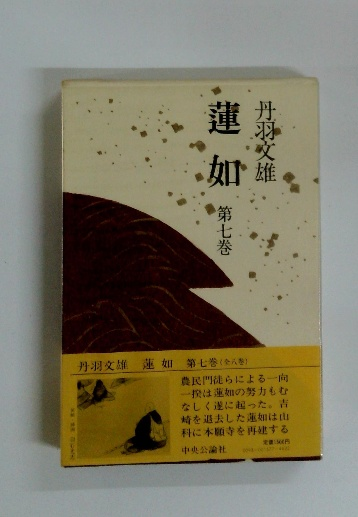 丹羽文雄
蓮如
第七巻
丹羽文雄 蓮如 第七巻(全八巻)
農民門徒らによる一向
一揆は蓮如の努力もむ
なしく遂に起った。吉
崎を退去した蓮如は山
科に本願寺を再建する
中央公論社